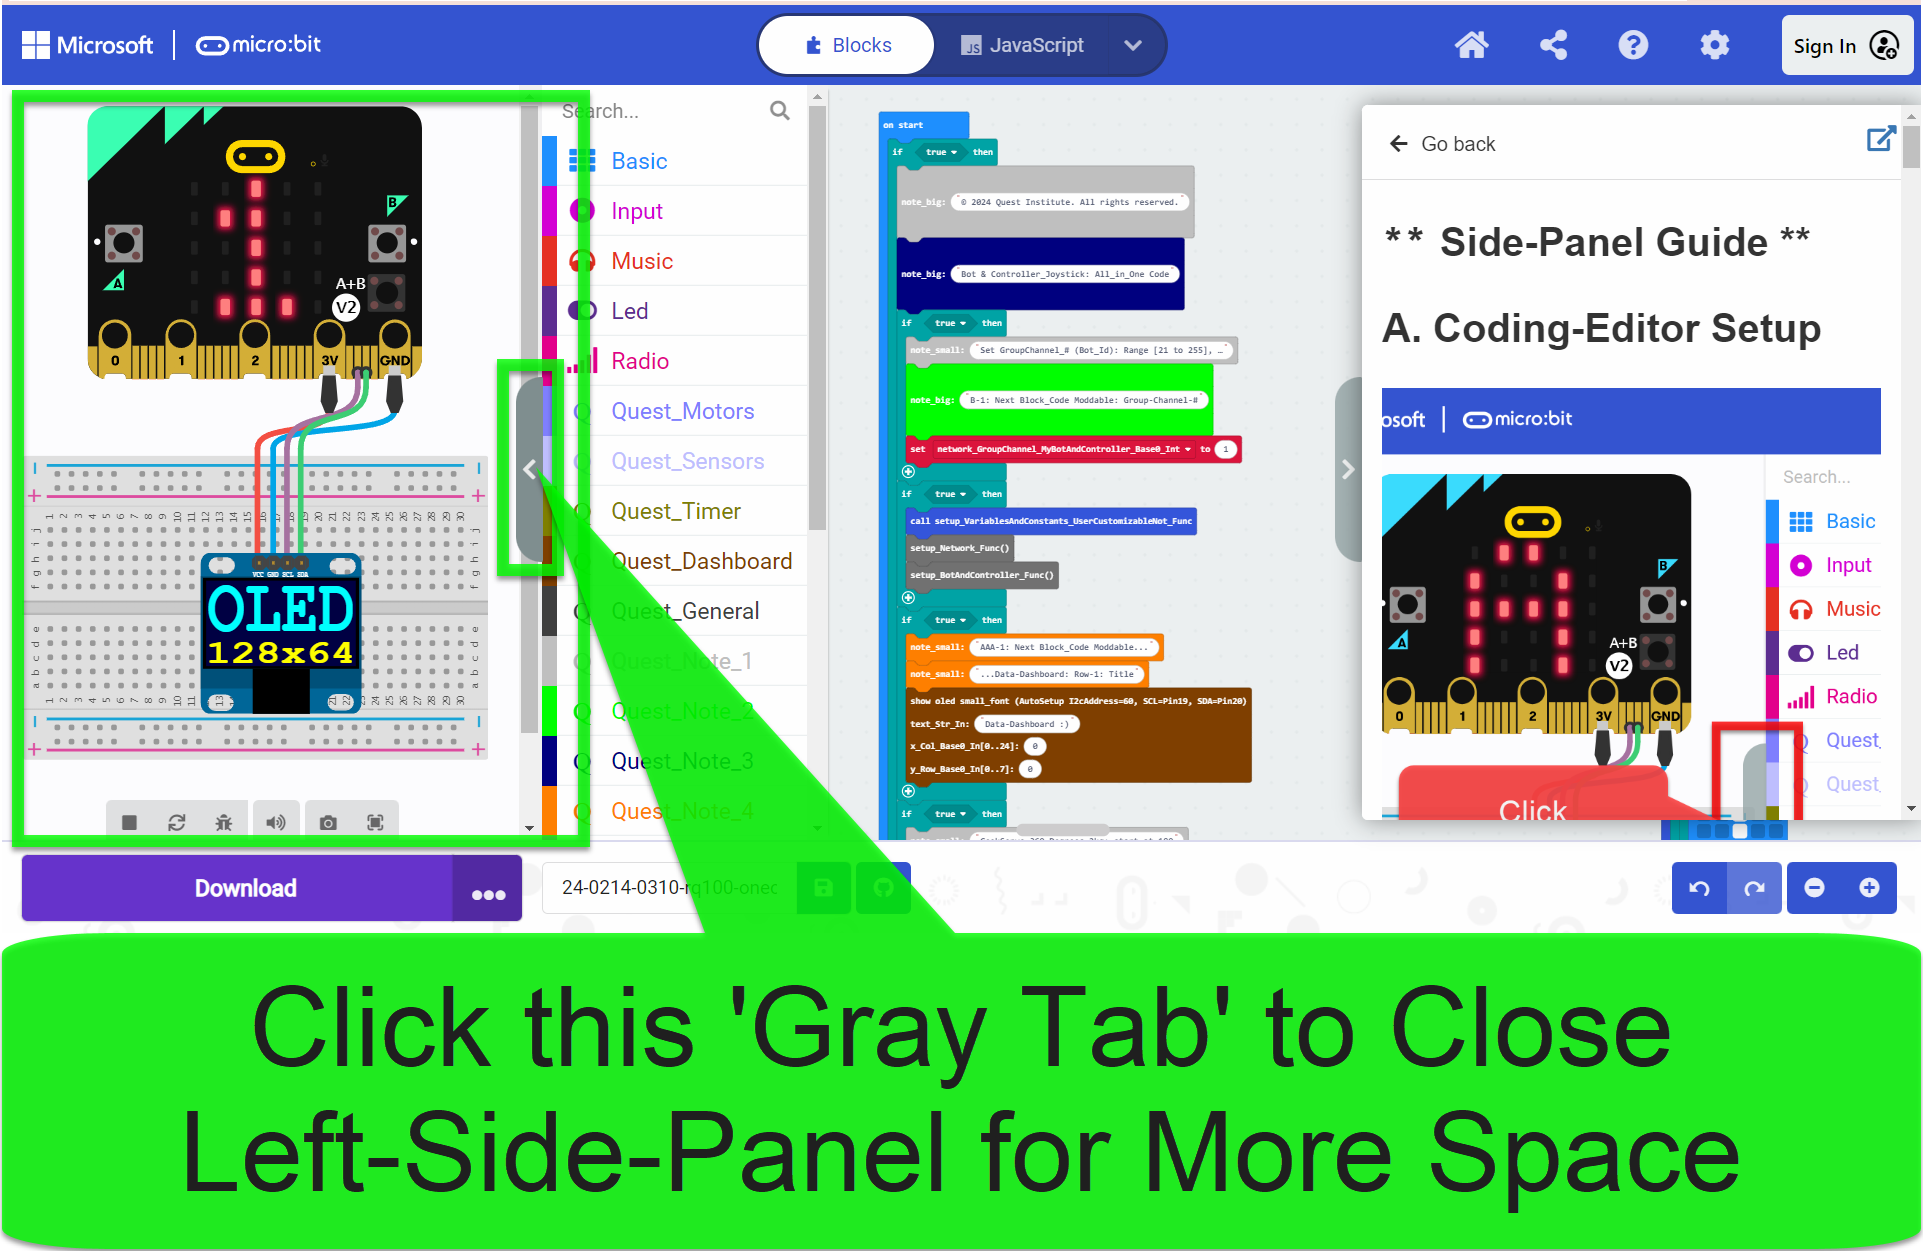 Microsoft | micro:bit
Blocks
JavaScript
Sign In
Search...
Basic
Input
Music
Led
Radio
Quest_Motors
Quest_Sensors
Quest_Timer
Quest_Dashboard
Quest_General
Quest_Note_1
Quest_Note_2
Quest_Note_3
Quest_Note_4
B
A
A+B
V2
0 1 2 3V GND
VCC GND SCL SDA
OLED
128x64
on start
if true then
note_big: © 2024 Quest Institute. All rights reserved.
note_big: Bot & Controller_Joystick: All_in_One Code
if true then
note_small: Set GroupChannel_# (Bot_Id): Range [21 to 255], …
note_big: B-1: Next Block_Code Moddable: Group-Channel-#
set network_GroupChannel_MyBotAndController_Base0_Int to 1
if true then
call setup_VariablesAndConstants_UserCustomizableNot_Func
setup_Network_Func()
setup_BotAndController_Func()
if true then
note_small: AAA-1: Next Block_Code Moddable...
note_small: ...Data-Dashboard: Row-1: Title
show oled small_font (AutoSetup I2cAddress=60, SCL=Pin19, SDA=Pin20)
text_Str_In: Data-Dashboard :)
x_Col_Base0_In[0..24]: 0
y_Row_Base0_In[0..7]: 0
if true then
Go back
** Side-Panel Guide **
A. Coding-Editor Setup
osoft | micro:bit
Search...
Basic
Input
Music
Led
Radio
Quest_
Quest_
B
A
A+B
V2
0 1 2 3V GND
Click
Download
24-0214-0310-rq100-onec
Click this 'Gray Tab' to Close
Left-Side-Panel for More Space